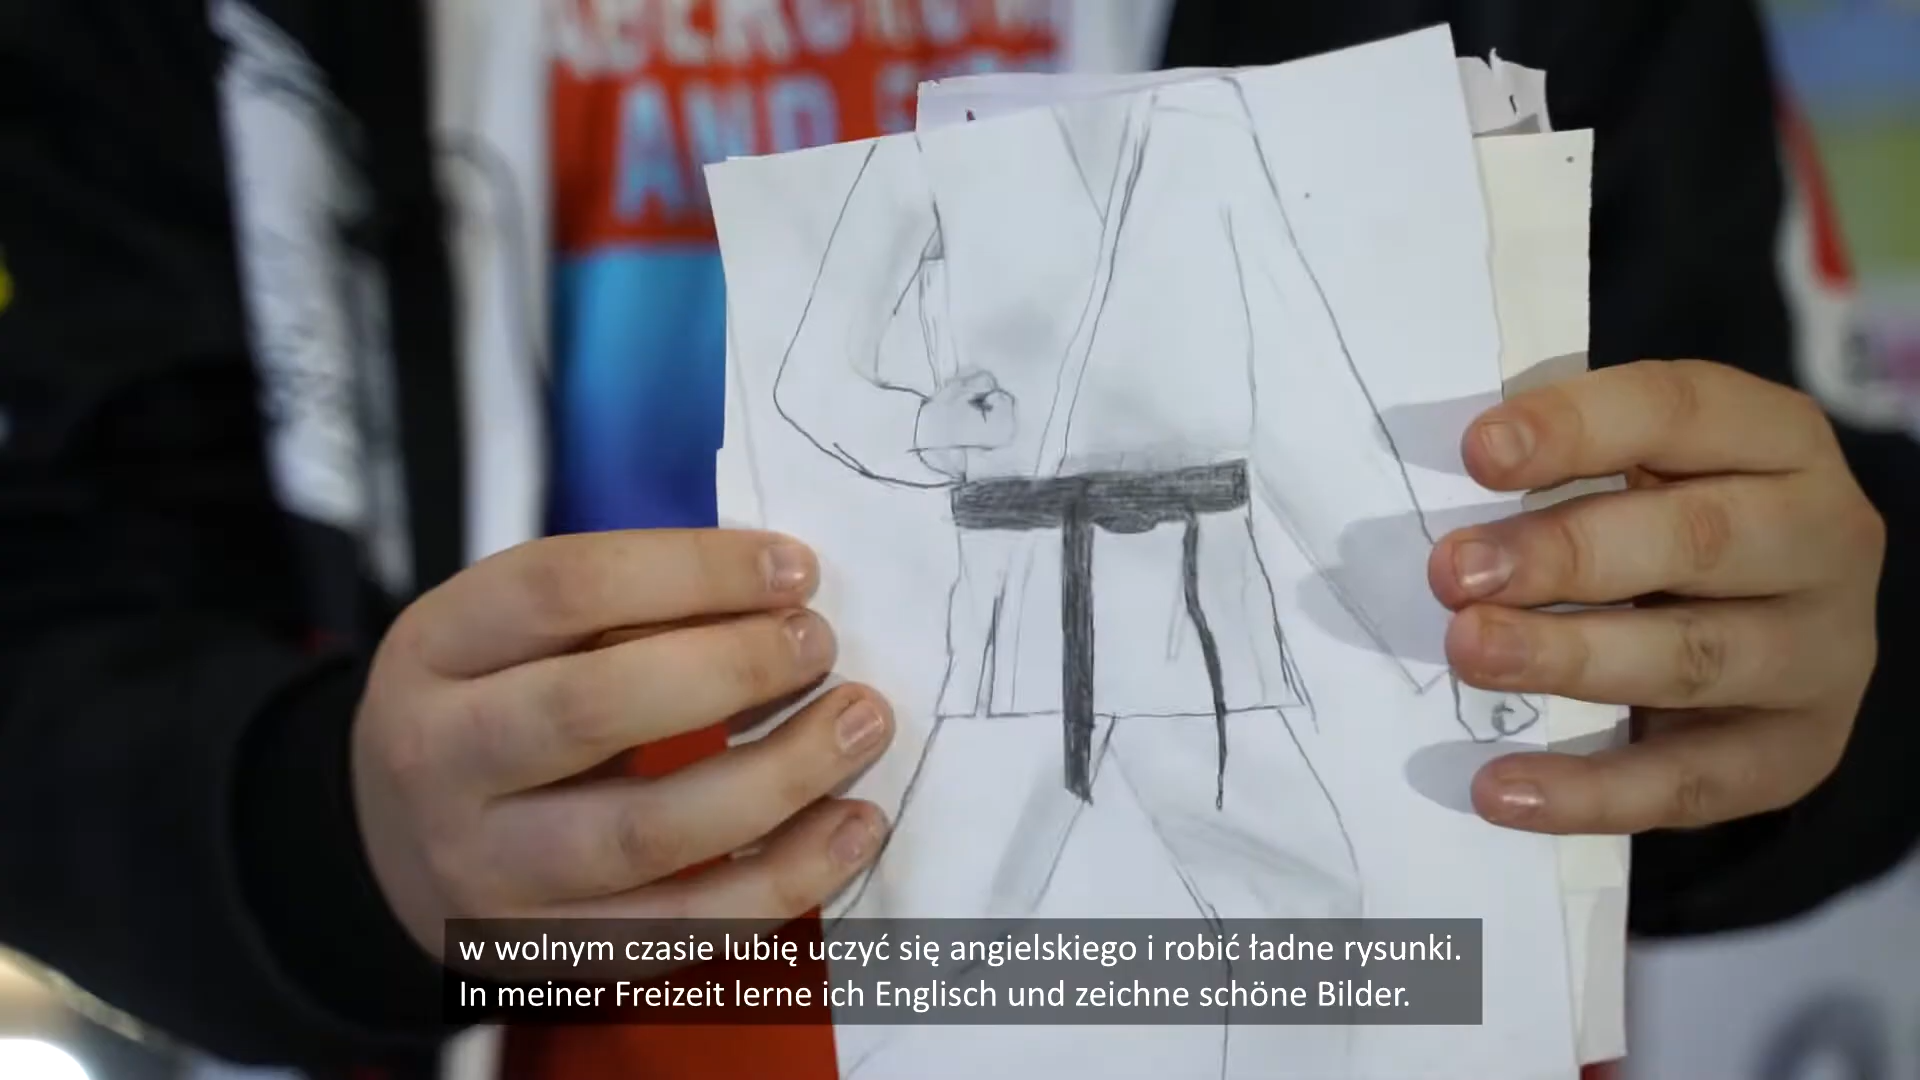 AND
w wolnym czasie lubię uczyć się angielskiego i robić ładne rysunki.
In meiner Freizeit lerne ich Englisch und zeichne schöne Bilder.